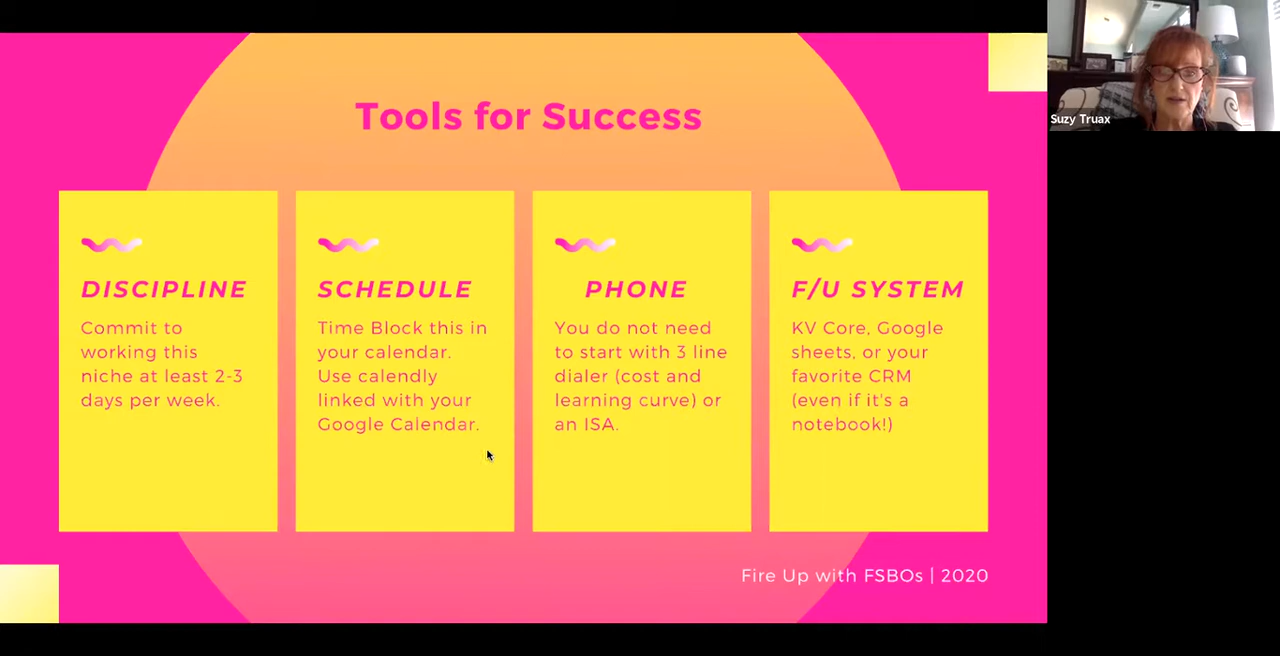 Tools for Success
DISCIPLINE
Commit to
working this
niche at least 2-3
days per week.
SCHEDULE
Time Block this in
your calendar.
Use calendly
linked with your
Google Calendar.
PHONE
You do not need
to start with 3 line
dialer (cost and
learning curve) or
an ISA.
F/U SYSTEM
KV Core, Google
sheets, or your
favorite CRM
(even if it's a
notebook!)
Fire Up with FSBOs | 2020
Suzy Truax